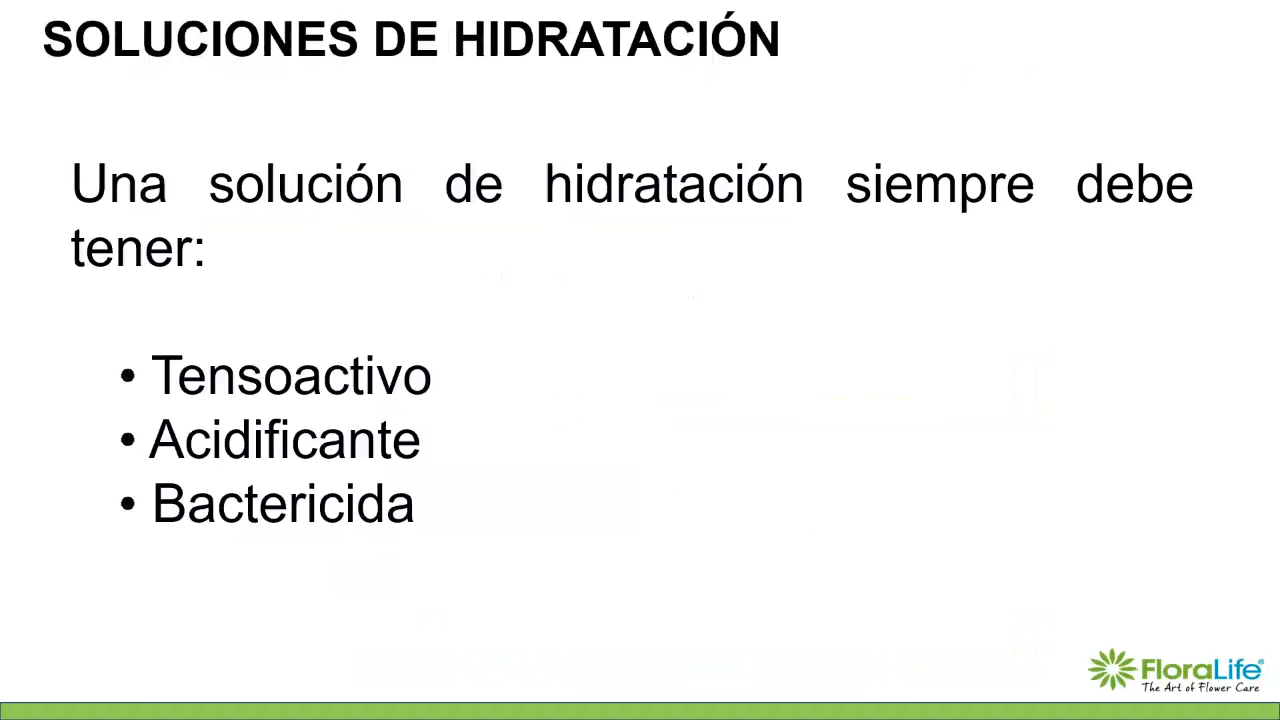 SOLUCIONES DE HIDRATACIÓN
Una solución de hidratación siempre debe
tener:
• Tensoactivo
• Acidificante
• Bactericida
FloraLife®
The Art of Flower Care